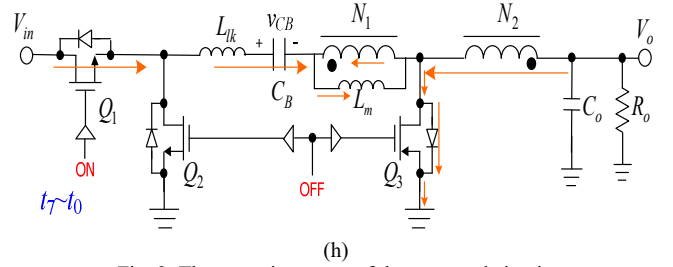 V_in
L_lk
+ v_CB -
N_1
N_2
V_o
C_B
L_m
Q_1
ON
Q_2
OFF
Q_3
C_o
R_o
t_7~t_0
(h)